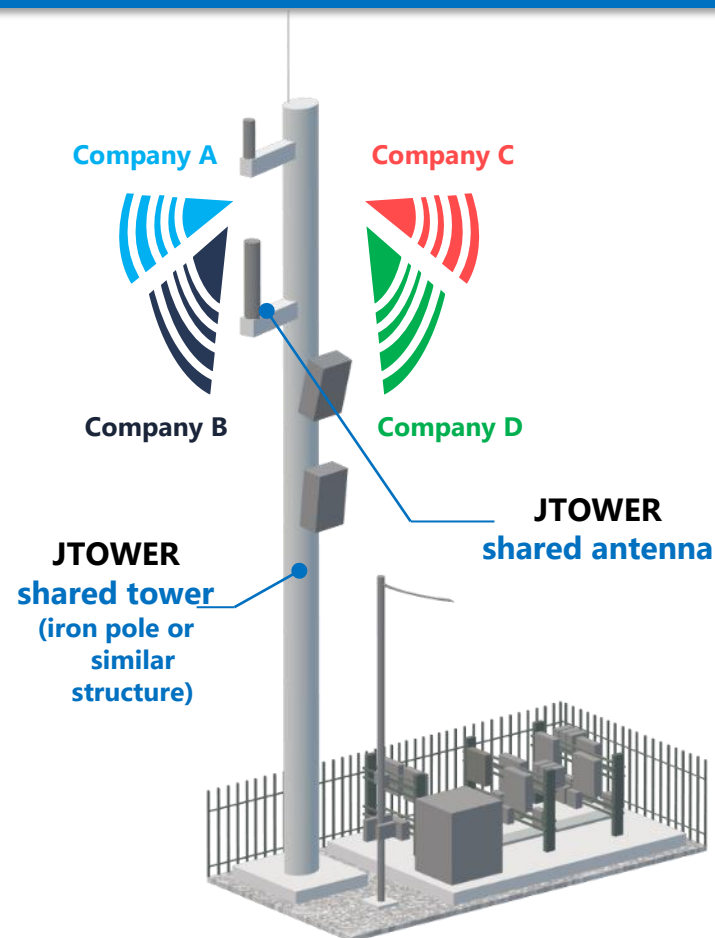 Company A
Company C
Company B
Company D
JTOWER
shared antenna
JTOWER
shared tower
(iron pole or
similar
structure)